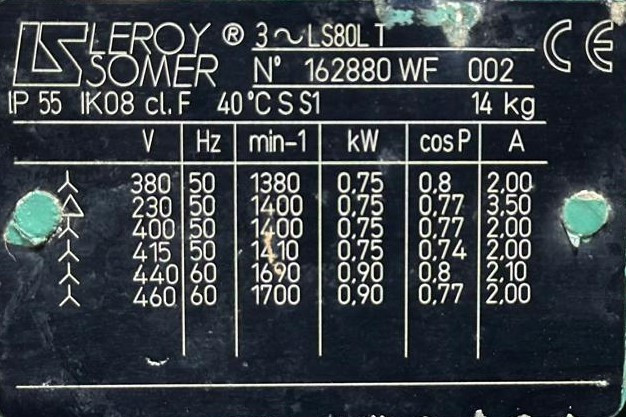 LS LEROY SOMER ® 3~LS80L T CE
N° 162880 WF 002
IP 55 IK08 cl.F 40°C S S1 14 kg
V Hz min-1 kW cosP A
380 50 1380 0,75 0,8 2,00
△ 230 50 1400 0,75 0,77 3,50
400 50 1400 0,75 0,77 2,00
415 50 1410 0,75 0,74 2,00
440 60 1690 0,90 0,8 2,10
460 60 1700 0,90 0,77 2,00